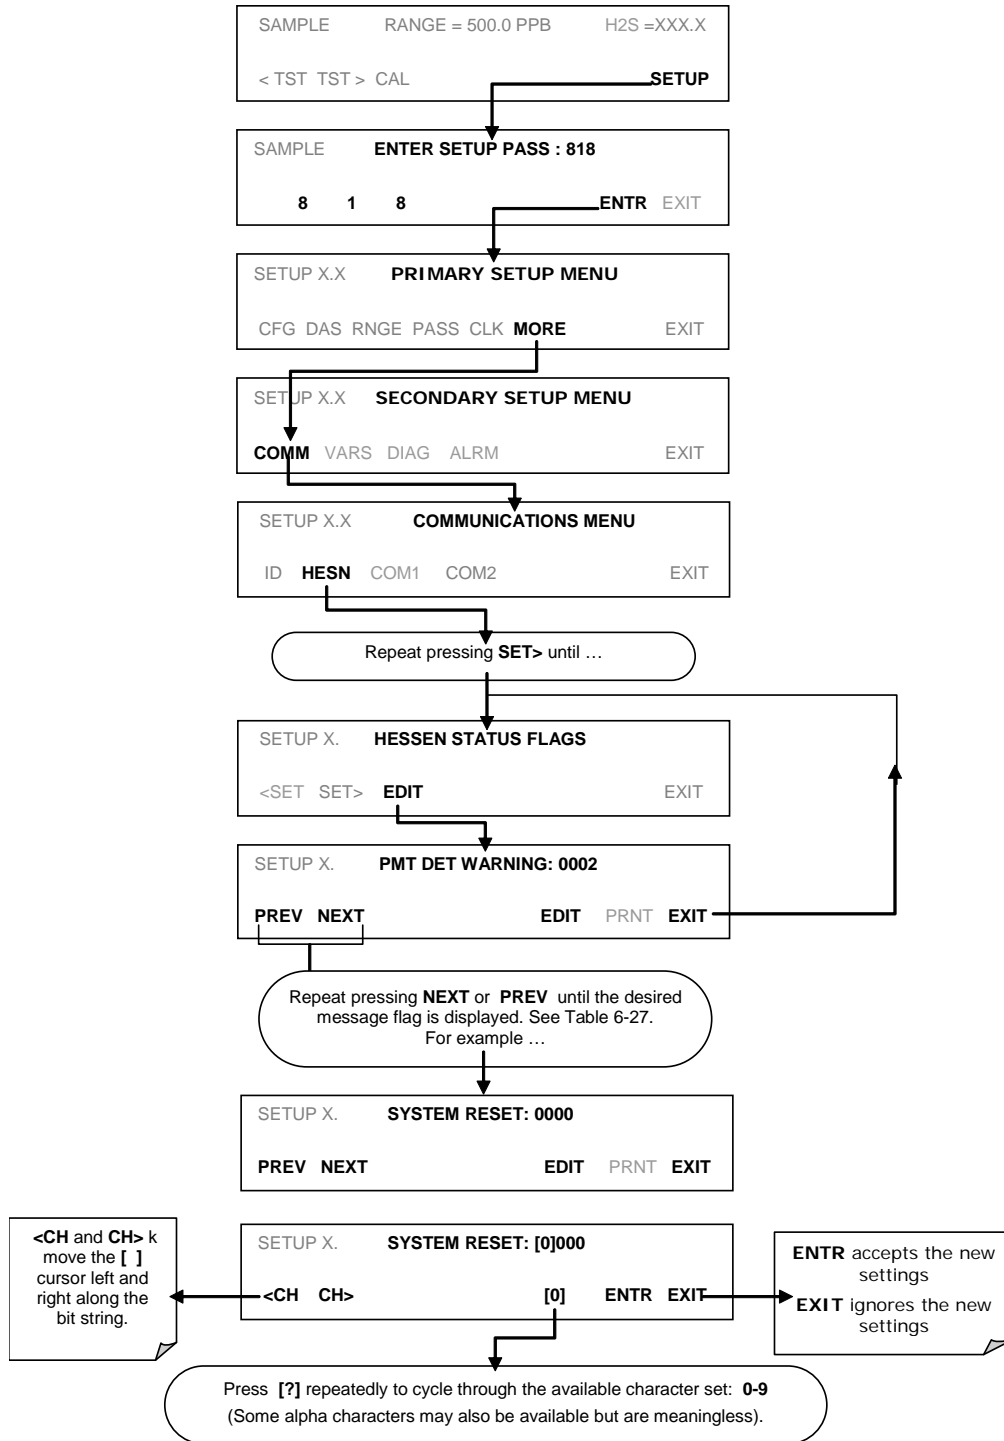 SAMPLE RANGE = 500.0 PPB H2S =XXX.X
< TST TST > CAL SETUP
SAMPLE ENTER SETUP PASS : 818
8 1 8 ENTR EXIT
SETUP X.X PRIMARY SETUP MENU
CFG DAS RNGE PASS CLK MORE EXIT
SETUP X.X SECONDARY SETUP MENU
COMM VARS DIAG ALRM EXIT
SETUP X.X COMMUNICATIONS MENU
ID HESN COM1 COM2 EXIT
Repeat pressing SET> until …
SETUP X. HESSEN STATUS FLAGS
<SET SET> EDIT EXIT
SETUP X. PMT DET WARNING: 0002
PREV NEXT EDIT PRNT EXIT
Repeat pressing NEXT or PREV until the desired
message flag is displayed. See Table 6-27.
For example …
SETUP X. SYSTEM RESET: 0000
PREV NEXT EDIT PRNT EXIT
<CH and CH> k
move the [ ]
cursor left and
right along the
bit string.
SETUP X. SYSTEM RESET: [0]000
<CH CH> [0] ENTR EXIT
ENTR accepts the new
settings
EXIT ignores the new
settings
Press [?] repeatedly to cycle through the available character set: 0-9
(Some alpha characters may also be available but are meaningless).